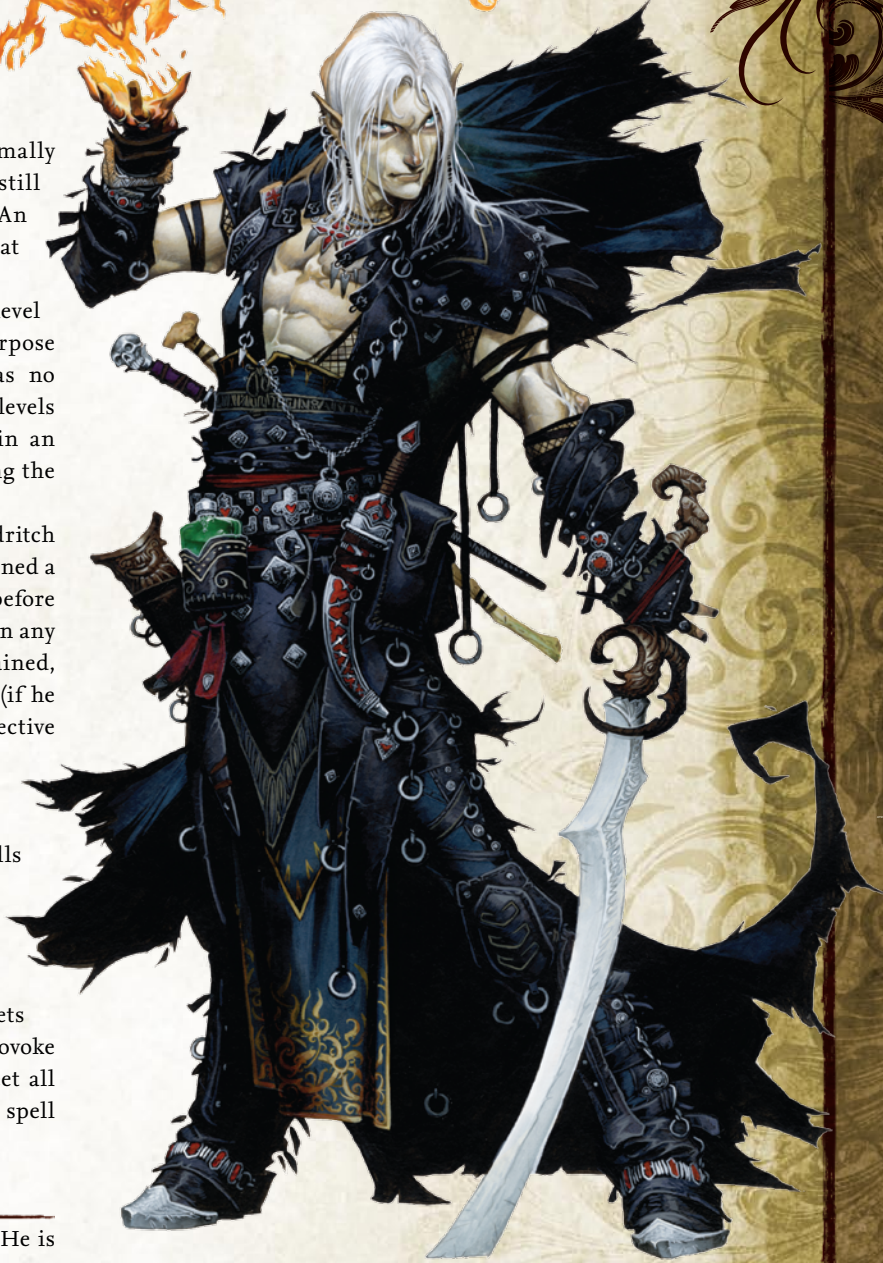 mally
still
An
at
evel
rpose
as no
levels
in an
ng the
dritch
ned a
before
n any
ined,
(if he
ective
lls
ets
ovoke
et all
spell
He is